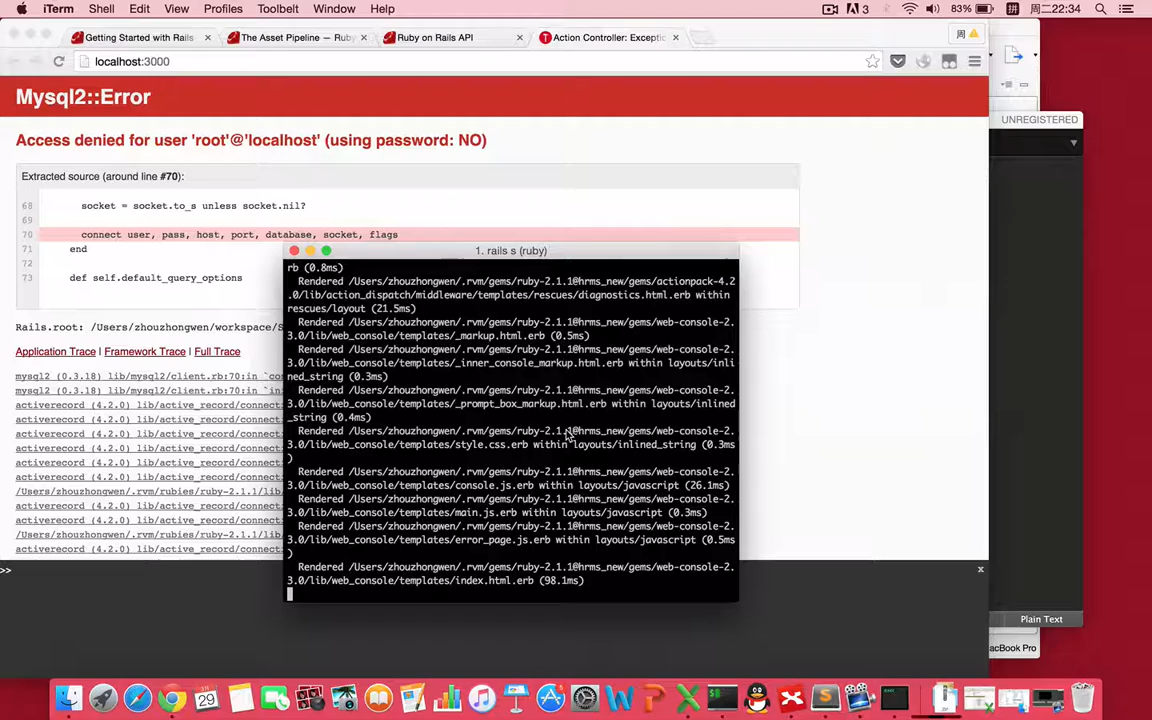 iTerm Shell Edit View Profiles Toolbelt Window Help
3 83% 拼 周二22:34
Getting Started with Rails
The Asset Pipeline — Ruby
Ruby on Rails API
Action Controller: Excepti
周
localhost:3000
UNREGISTERED
Mysql2::Error
Access denied for user 'root'@'localhost' (using password: NO)
Extracted source (around line #70):
68 socket = socket.to_s unless socket.nil?
69
70 connect user, pass, host, port, database, socket, flags
71 end
72
73 def self.default_query_options
Rails.root: /Users/zhouzhongwen/workspace/S
Application Trace | Framework Trace | Full Trace
mysql2 (0.3.18) lib/mysql2/client.rb:70:in `con
mysql2 (0.3.18) lib/mysql2/client.rb:70:in `in
activerecord (4.2.0) lib/active_record/connecti
activerecord (4.2.0) lib/active_record/connecti
activerecord (4.2.0) lib/active_record/connecti
activerecord (4.2.0) lib/active_record/connecti
activerecord (4.2.0) lib/active_record/connecti
activerecord (4.2.0) lib/active_record/connecti
/Users/zhouzhongwen/.rvm/rubies/ruby-2.1.1/lib/
activerecord (4.2.0) lib/active_record/connecti
activerecord (4.2.0) lib/active_record/connecti
/Users/zhouzhongwen/.rvm/rubies/ruby-2.1.1/lib/
activerecord (4.2.0) lib/active_record/connecti
>>
x
1. rails s (ruby)
rb (0.8ms)
Rendered /Users/zhouzhongwen/.rvm/gems/ruby-2.1.1@hrms_new/gems/actionpack-4.2
.0/lib/action_dispatch/middleware/templates/rescues/diagnostics.html.erb within
rescues/layout (21.5ms)
Rendered /Users/zhouzhongwen/.rvm/gems/ruby-2.1.1@hrms_new/gems/web-console-2.
3.0/lib/web_console/templates/_markup.html.erb (0.5ms)
Rendered /Users/zhouzhongwen/.rvm/gems/ruby-2.1.1@hrms_new/gems/web-console-2.
3.0/lib/web_console/templates/_inner_console_markup.html.erb within layouts/inli
ned_string (0.3ms)
Rendered /Users/zhouzhongwen/.rvm/gems/ruby-2.1.1@hrms_new/gems/web-console-2.
3.0/lib/web_console/templates/_prompt_box_markup.html.erb within layouts/inlined
_string (0.4ms)
Rendered /Users/zhouzhongwen/.rvm/gems/ruby-2.1.1@hrms_new/gems/web-console-2.
3.0/lib/web_console/templates/style.css.erb within layouts/inlined_string (0.3ms
)
Rendered /Users/zhouzhongwen/.rvm/gems/ruby-2.1.1@hrms_new/gems/web-console-2.
3.0/lib/web_console/templates/console.js.erb within layouts/javascript (26.1ms)
Rendered /Users/zhouzhongwen/.rvm/gems/ruby-2.1.1@hrms_new/gems/web-console-2.
3.0/lib/web_console/templates/main.js.erb within layouts/javascript (0.3ms)
Rendered /Users/zhouzhongwen/.rvm/gems/ruby-2.1.1@hrms_new/gems/web-console-2.
3.0/lib/web_console/templates/error_page.js.erb within layouts/javascript (0.5ms
)
Rendered /Users/zhouzhongwen/.rvm/gems/ruby-2.1.1@hrms_new/gems/web-console-2.
3.0/lib/web_console/templates/index.html.erb (98.1ms)
Plain Text
acBook Pro
29